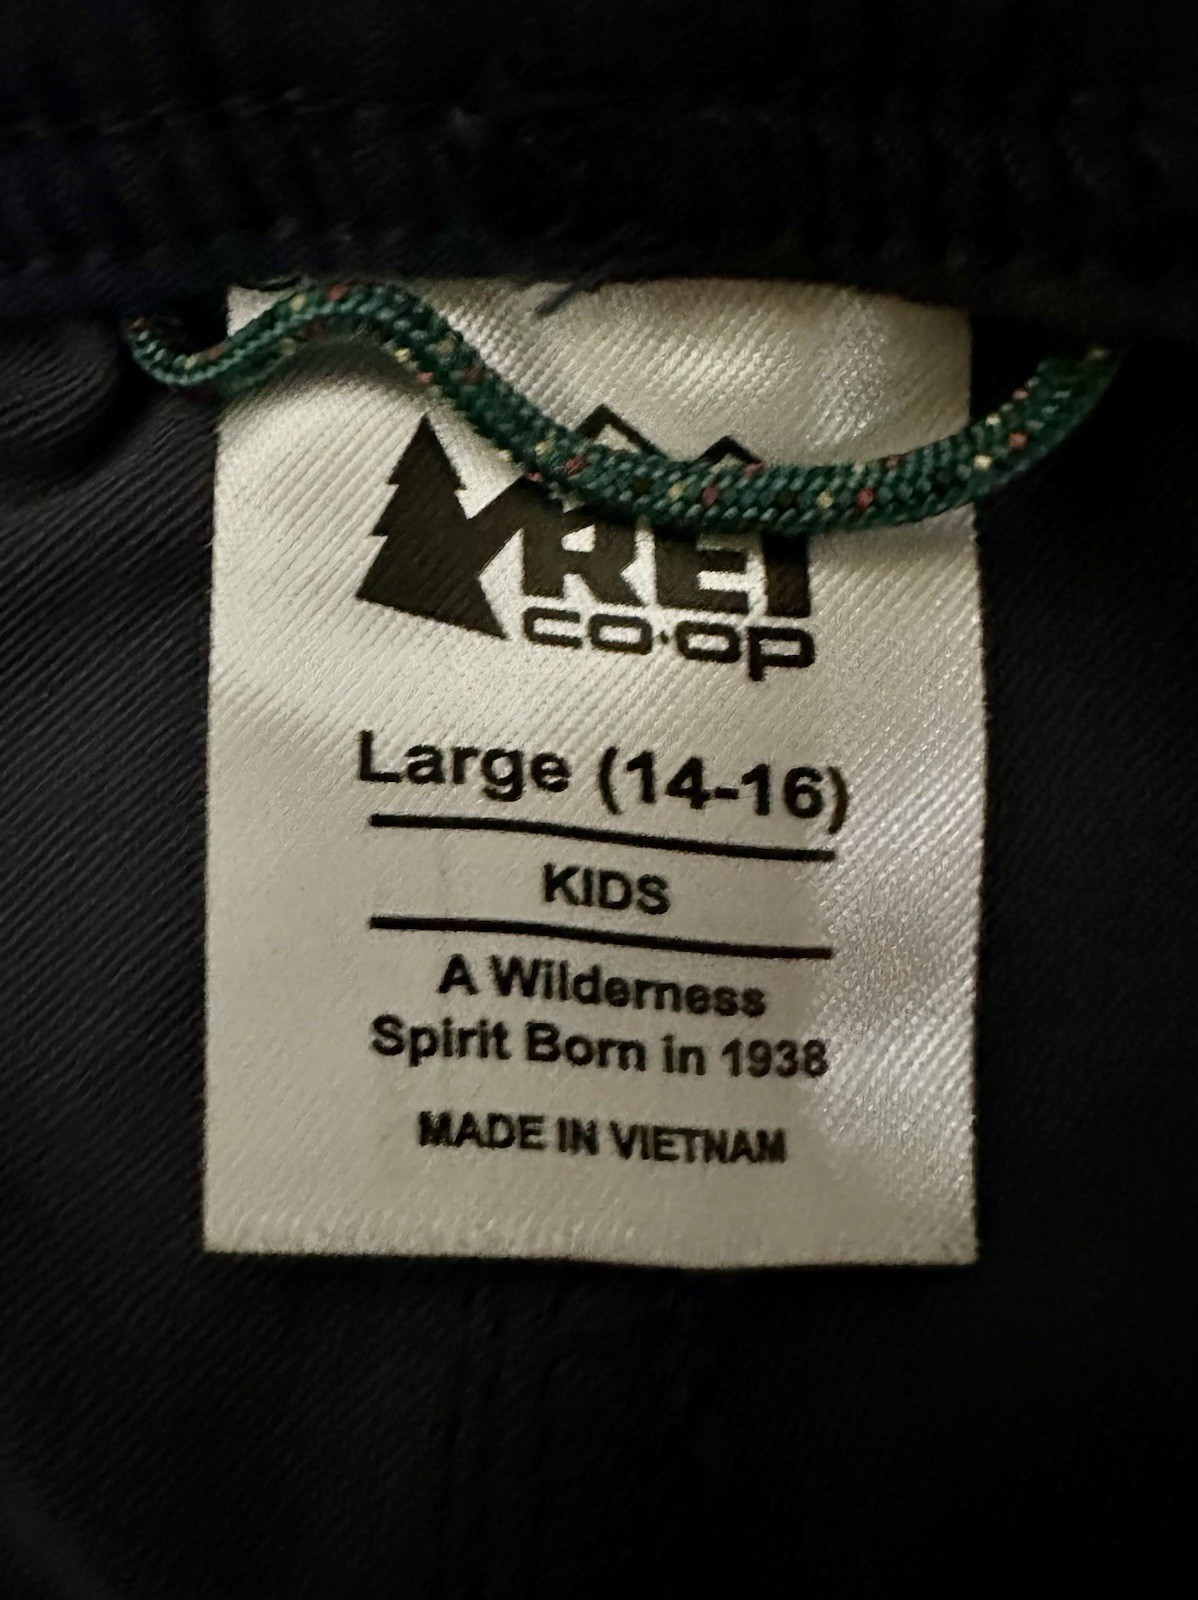 REI
CO·OP
Large (14-16)
KIDS
A Wilderness
Spirit Born in 1938
MADE IN VIETNAM